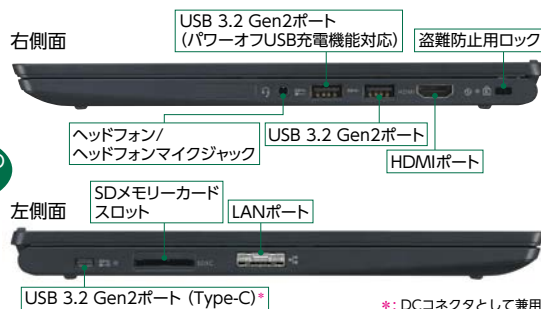 USB 3.2 Gen2ポート
(パワーオフUSB充電機能対応)
盗難防止用ロック
右側面
HDMI
ヘッドフォン/
ヘッドフォンマイクジャック
USB 3.2 Gen2ポート
HDMIポート
SDメモリーカード
スロット
LANポート
左側面
USB 3.2 Gen2ポート (Type-C)*
*: DCコネクタとして兼用